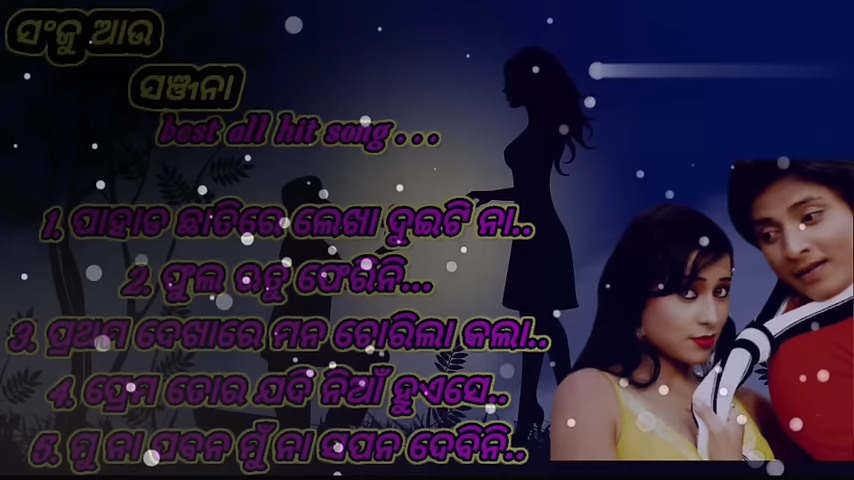 ସଂଜୁ ଆଉ
ସଞ୍ଜନା
best all hit song . . .
1. ପାହାଡ ଛାତିରେ ଲେଖା ଦୁଇଟି ନା..
2. ଫୁଲ ଋତୁ ଫେରିନି...
3. ପ୍ରଥମ ଦେଖାରେ ମନ ଚୋରିଲା କଲା..
4. ପ୍ରେମ ତୋର ଯଦି ନିଆଁ ହୁଏସେ..
5. ମୁ ନା ପବନ ମୁଁ ନା ସପନ ଦେବିନି..